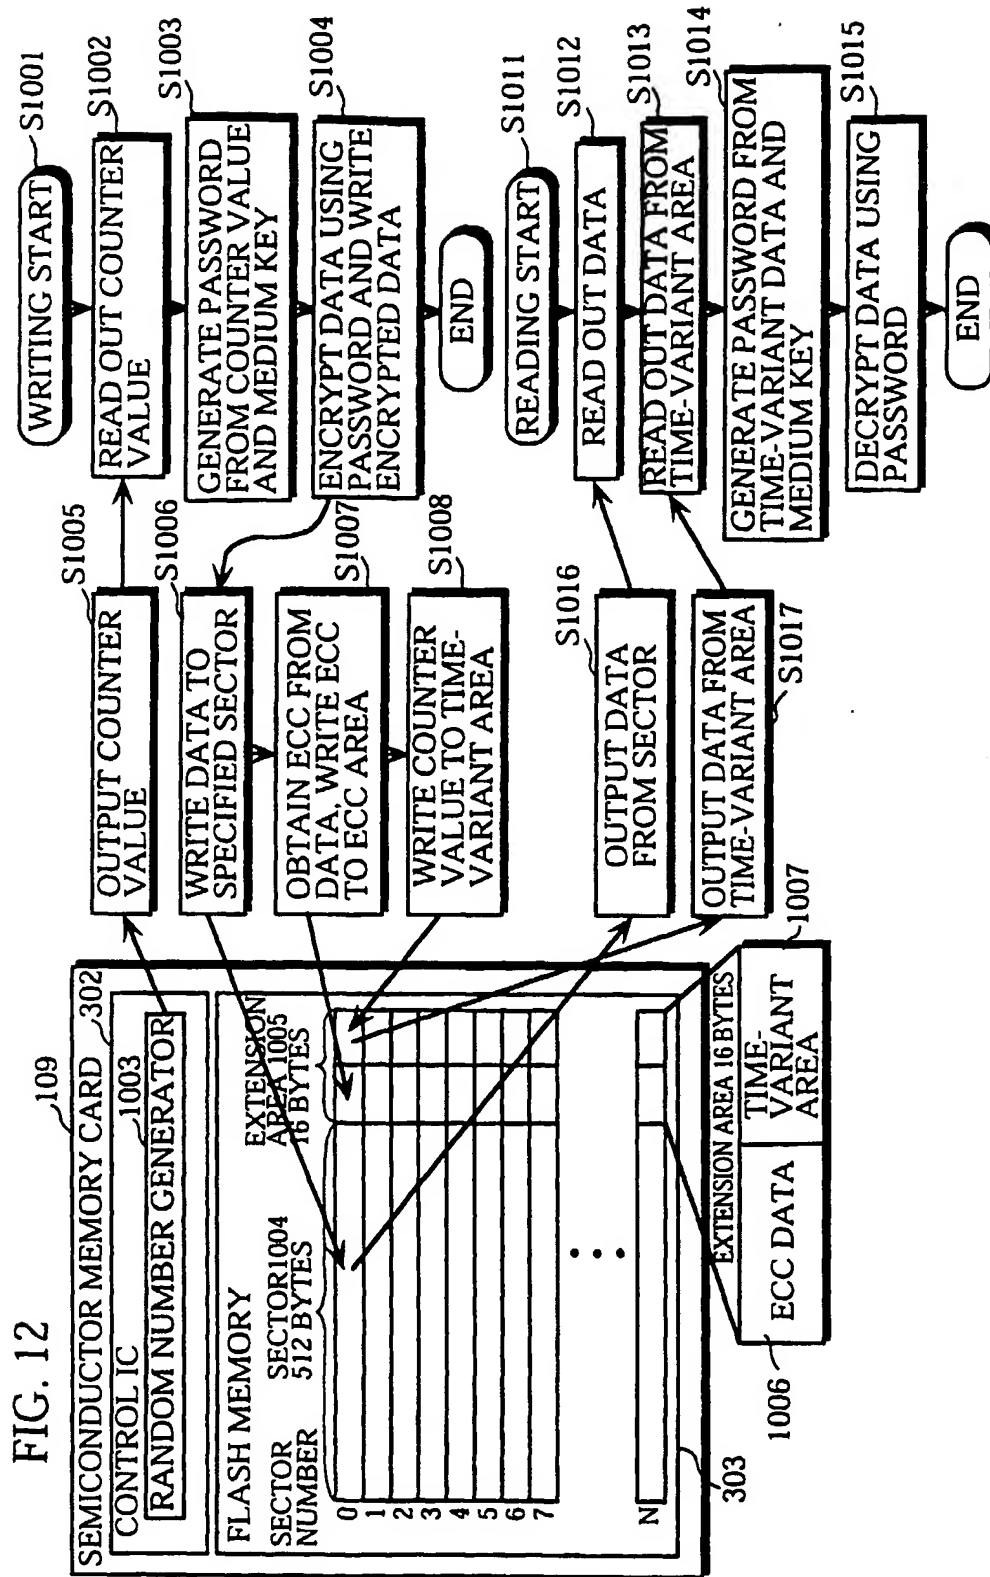 FIG. 12
109
SEMICONDUCTOR MEMORY CARD
302
CONTROL IC
1003
RANDOM NUMBER GENERATOR
FLASH MEMORY
SECTOR
NUMBER
SECTOR1004
512 BYTES
EXTENSION
AREA 1005
16 BYTES
0
1
2
3
4
5
6
7
N
303
EXTENSION AREA 16 BYTES
1006
ECC DATA
TIME-
VARIANT
AREA
1007
S1005
OUTPUT COUNTER
VALUE
S1006
WRITE DATA TO
SPECIFIED SECTOR
S1007
OBTAIN ECC FROM
DATA, WRITE ECC
TO ECC AREA
S1008
WRITE COUNTER
VALUE TO TIME-
VARIANT AREA
S1016
OUTPUT DATA
FROM SECTOR
OUTPUT DATA FROM
TIME-VARIANT AREA
S1017
WRITING START
S1001
S1002
READ OUT COUNTER
VALUE
S1003
GENERATE PASSWORD
FROM COUNTER VALUE
AND MEDIUM KEY
S1004
ENCRYPT DATA USING
PASSWORD AND WRITE
ENCRYPTED DATA
END
READING START
S1011
S1012
READ OUT DATA
S1013
READ OUT DATA FROM
TIME-VARIANT AREA
S1014
GENERATE PASSWORD FROM
TIME-VARIANT DATA AND
MEDIUM KEY
S1015
DECRYPT DATA USING
PASSWORD
END